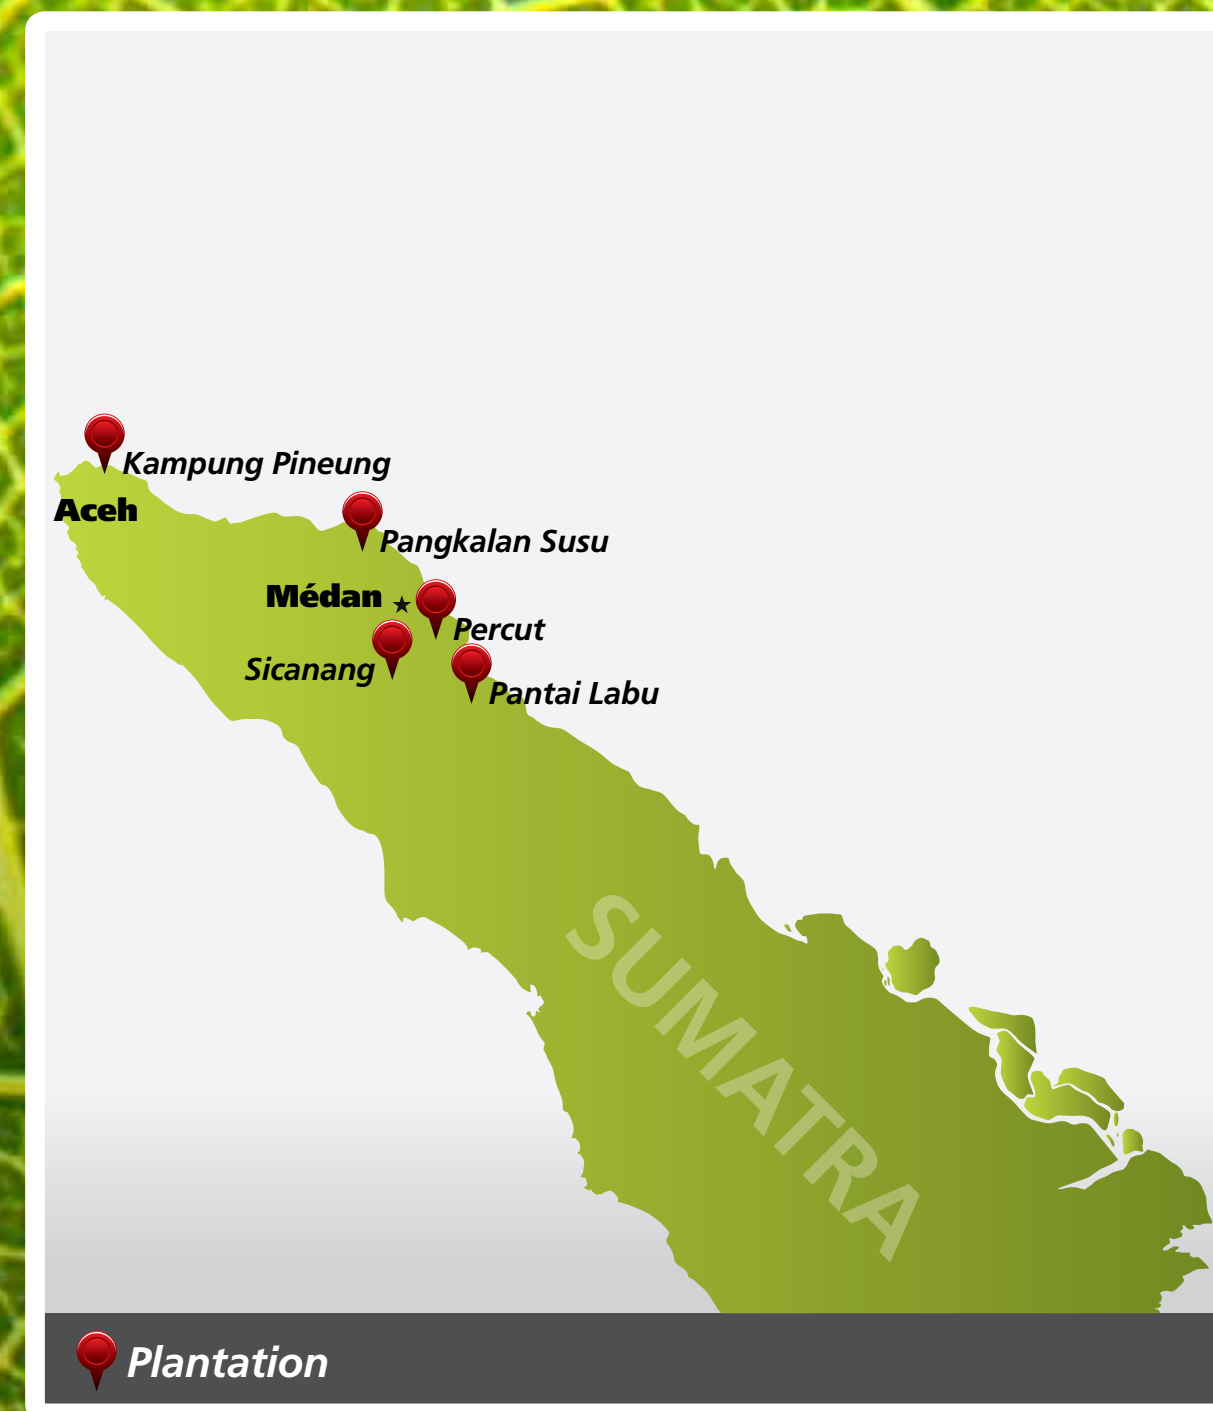 Kampung Pineung
Aceh
Pangkalan Susu
Médan
Percut
Sicanang
Pantai Labu
SUMATRA
Plantation